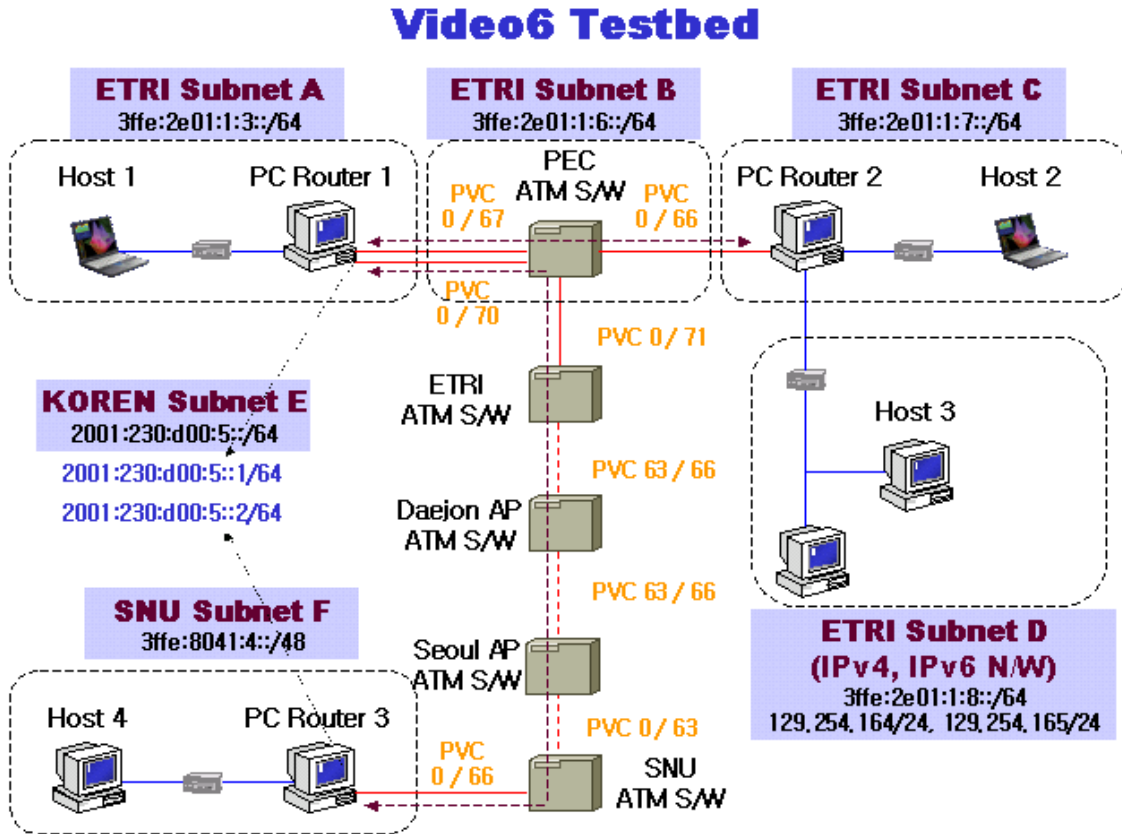 Video6 Testbed
ETRI Subnet A
3ffe:2e01:1:3::/64
ETRI Subnet B
3ffe:2e01:1:6::/64
ETRI Subnet C
3ffe:2e01:1:7::/64
Host 1
PC Router 1
PVC
0 / 67
PEC
ATM S/W
PVC
0 / 66
PC Router 2
Host 2
PVC
0 / 70
PVC 0 / 71
ETRI
ATM S/W
KOREN Subnet E
2001:230:d00:5::/64
2001:230:d00:5::1/64
2001:230:d00:5::2/64
Host 3
PVC 63 / 66
Daejon AP
ATM S/W
PVC 63 / 66
SNU Subnet F
3ffe:8041:4::/48
Seoul AP
ATM S/W
ETRI Subnet D
(IPv4, IPv6 N/W)
3ffe:2e01:1:8::/64
129.254.164/24, 129.254.165/24
Host 4
PC Router 3
PVC
0 / 66
PVC 0 / 63
SNU
ATM S/W